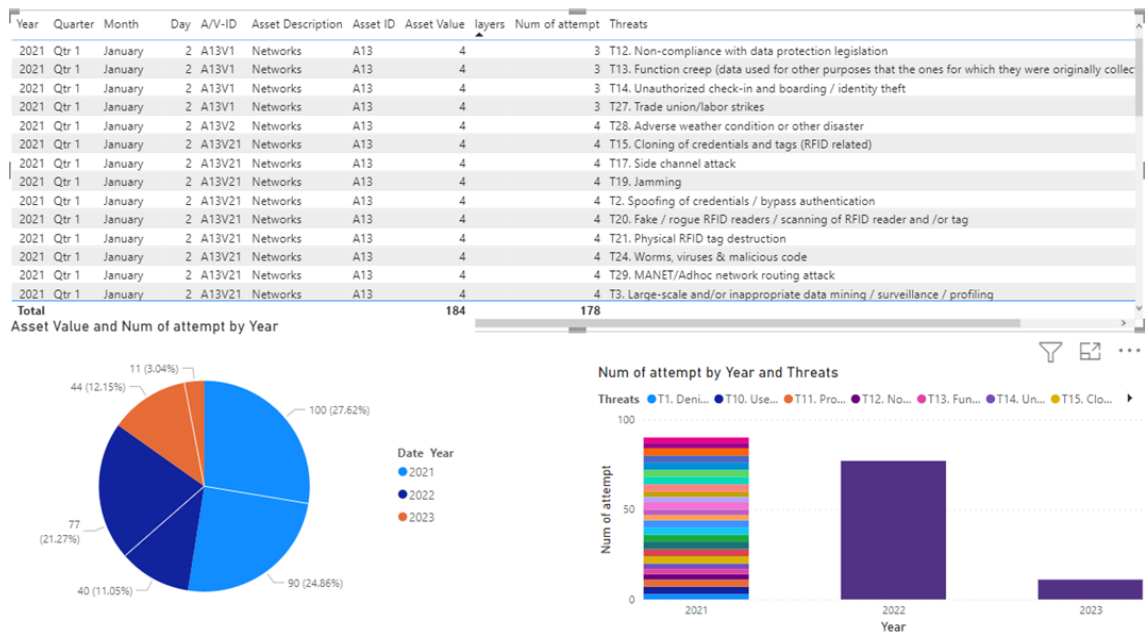 Year Quarter Month Day A/V-ID Asset Description Asset ID Asset Value layers Num of attempt Threats
2021 Qtr 1 January 2 A13V1 Networks A13 4 3 T12. Non-compliance with data protection legislation
2021 Qtr 1 January 2 A13V1 Networks A13 4 3 T13. Function creep (data used for other purposes that the ones for which they were originally collec
2021 Qtr 1 January 2 A13V1 Networks A13 4 3 T14. Unauthorized check-in and boarding / identity theft
2021 Qtr 1 January 2 A13V1 Networks A13 4 3 T27. Trade union/labor strikes
2021 Qtr 1 January 2 A13V2 Networks A13 4 4 T28. Adverse weather condition or other disaster
2021 Qtr 1 January 2 A13V21 Networks A13 4 4 T15. Cloning of credentials and tags (RFID related)
2021 Qtr 1 January 2 A13V21 Networks A13 4 4 T17. Side channel attack
2021 Qtr 1 January 2 A13V21 Networks A13 4 4 T19. Jamming
2021 Qtr 1 January 2 A13V21 Networks A13 4 4 T2. Spoofing of credentials / bypass authentication
2021 Qtr 1 January 2 A13V21 Networks A13 4 4 T20. Fake / rogue RFID readers / scanning of RFID reader and /or tag
2021 Qtr 1 January 2 A13V21 Networks A13 4 4 T21. Physical RFID tag destruction
2021 Qtr 1 January 2 A13V21 Networks A13 4 4 T24. Worms, viruses & malicious code
2021 Qtr 1 January 2 A13V21 Networks A13 4 4 T29. MANET/Adhoc network routing attack
2021 Qtr 1 January 2 A13V21 Networks A13 4 4 T3. Large-scale and/or inappropriate data mining / surveillance / profiling
Total 184 178
Asset Value and Num of attempt by Year
11 (3.04%)
44 (12.15%)
100 (27.62%)
77
(21.27%)
40 (11.05%)
90 (24.86%)
Date Year
2021
2022
2023
Num of attempt by Year and Threats
Threats T1. Deni... T10. Use... T11. Pro... T12. No... T13. Fun... T14. Un... T15. Clo...
100
50
0
Num of attempt
2021 2022 2023
Year